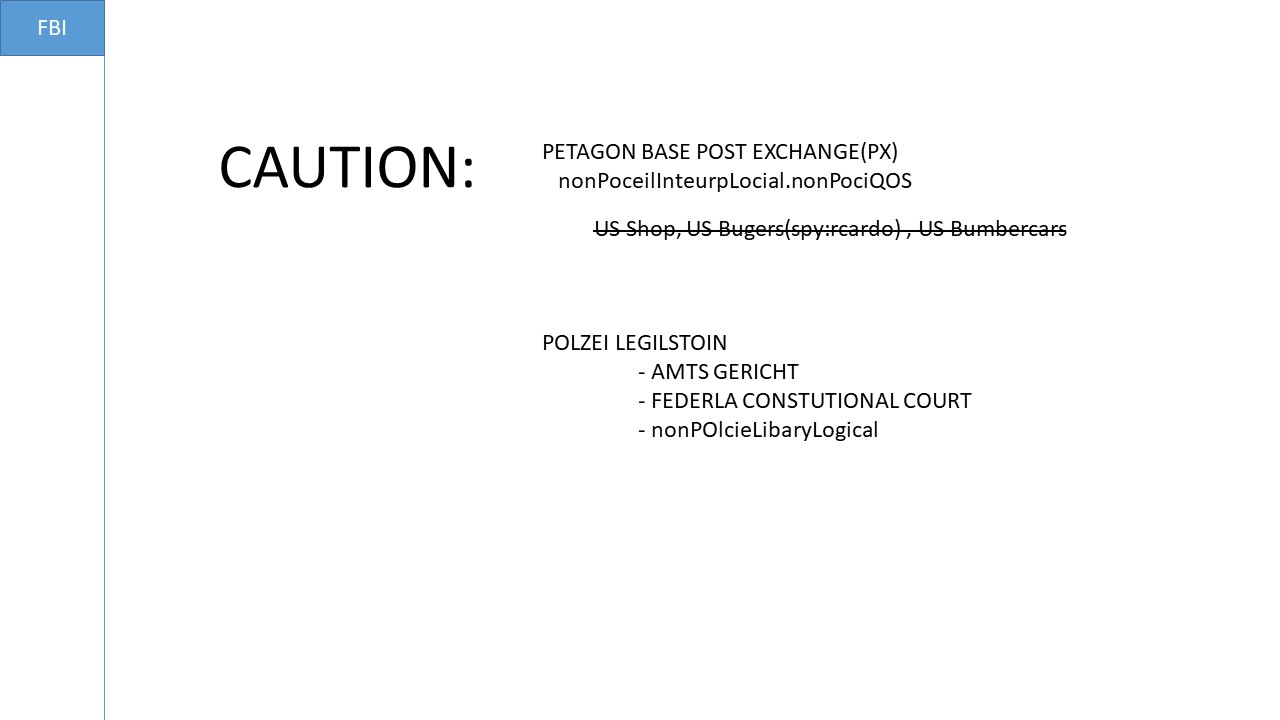 FBI
CAUTION:
PETAGON BASE POST EXCHANGE(PX)
nonPoceilInteurpLocial.nonPociQOS
US Shop, US Bugers(spy:rcardo) , US Bumbercars
POLZEI LEGILSTOIN
- AMTS GERICHT
- FEDERLA CONSTUTIONAL COURT
- nonPOlcieLibaryLogical